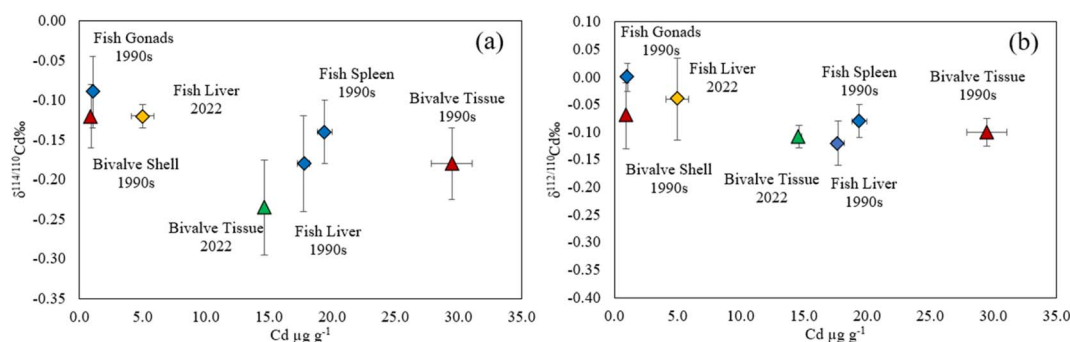 (a)
δ114/110Cd‰
0.00
-0.05
-0.10
-0.15
-0.20
-0.25
-0.30
-0.35
Fish Gonads
1990s
Fish Liver
2022
Fish Spleen
1990s
Bivalve Tissue
1990s
Bivalve Shell
1990s
Bivalve Tissue
2022
Fish Liver
1990s
0.0 5.0 10.0 15.0 20.0 25.0 30.0 35.0
Cd µg g-1
(b)
δ112/110Cd‰
0.10
0.05
0.00
-0.05
-0.10
-0.15
-0.20
-0.25
-0.30
-0.35
-0.40
Fish Gonads
1990s
Fish Liver
2022
Fish Spleen
1990s
Bivalve Tissue
1990s
Bivalve Shell
1990s
Bivalve Tissue
2022
Fish Liver
1990s
0.0 5.0 10.0 15.0 20.0 25.0 30.0 35.0
Cd µg g-1